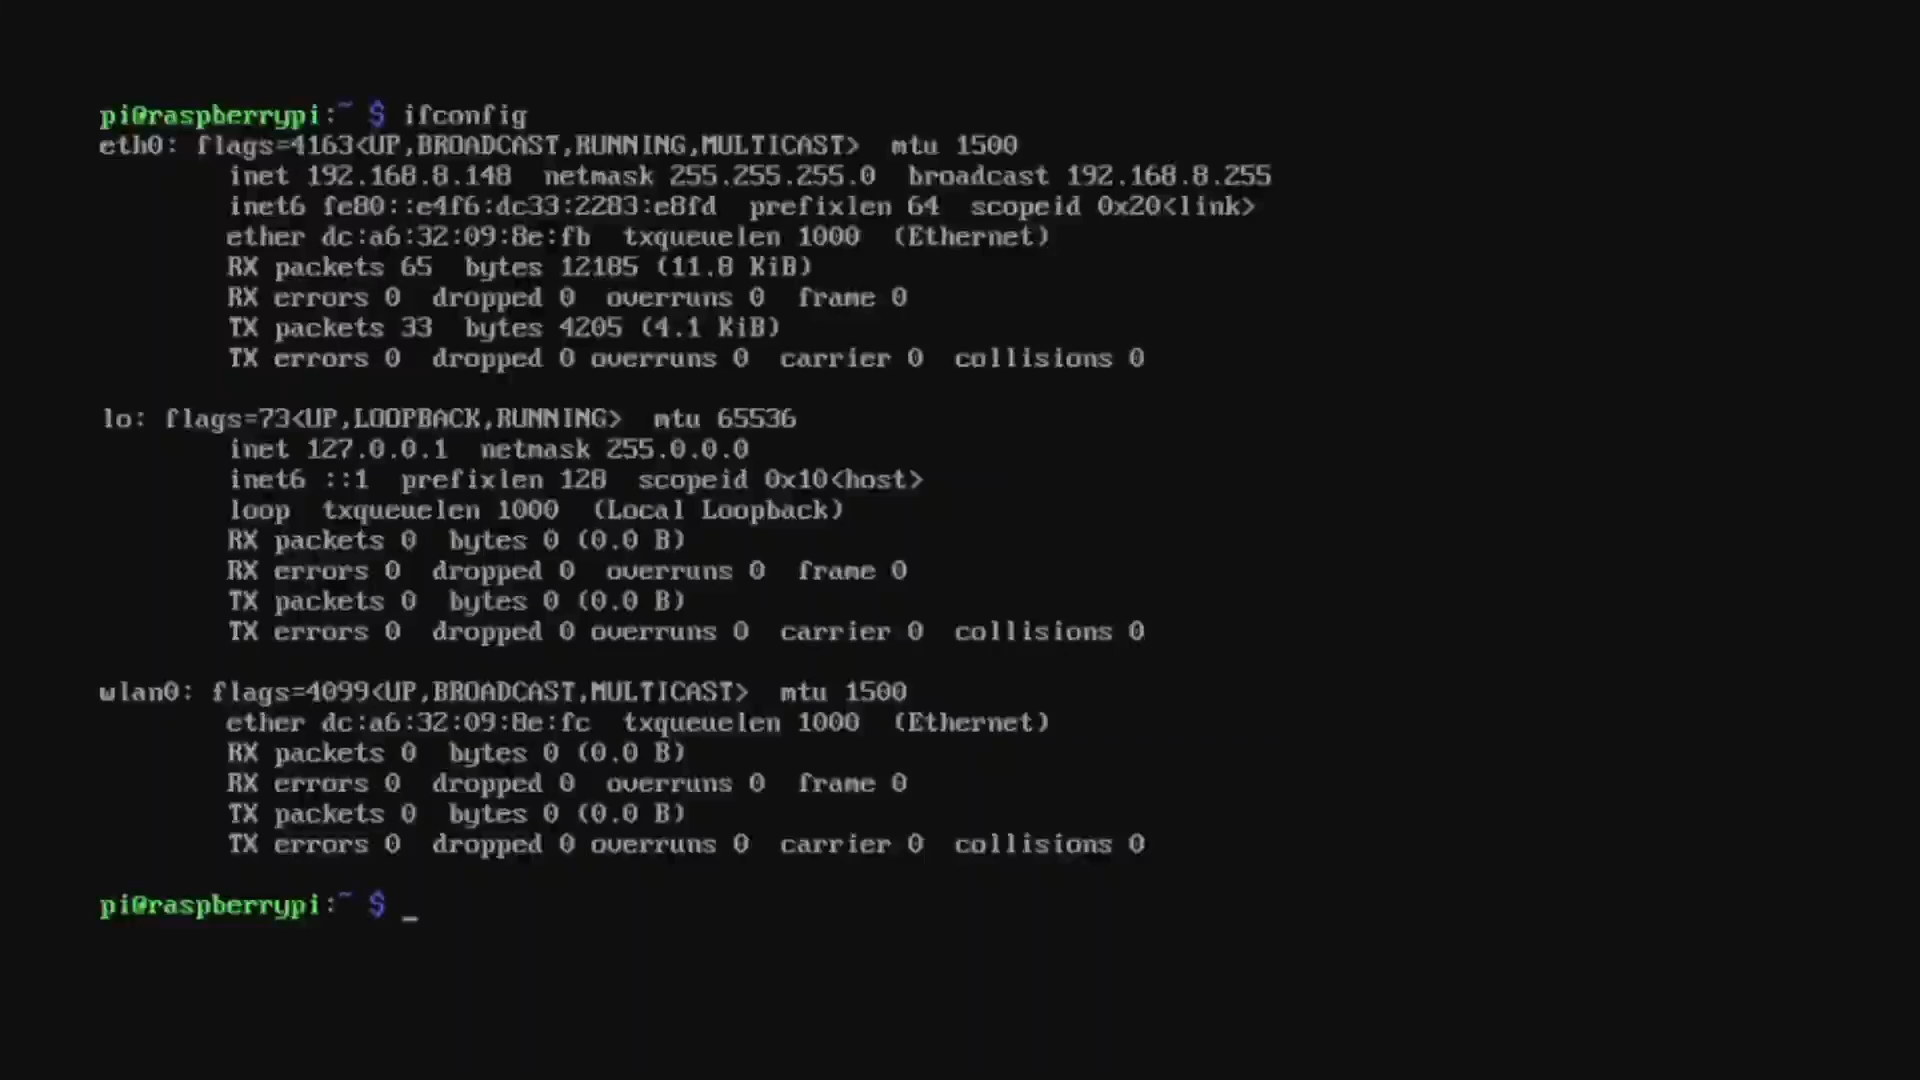 pi@raspberrypi:~ $ ifconfig
eth0: flags=4163<UP,BROADCAST,RUNNING,MULTICAST>  mtu 1500
inet 192.168.8.148  netmask 255.255.255.0  broadcast 192.168.8.255
inet6 fe80::e4f6:dc33:2283:e8fd  prefixlen 64  scopeid 0x20<link>
ether dc:a6:32:09:8e:fb  txqueuelen 1000  (Ethernet)
RX packets 65  bytes 12185 (11.8 KiB)
RX errors 0  dropped 0  overruns 0  frame 0
TX packets 33  bytes 4205 (4.1 KiB)
TX errors 0  dropped 0 overruns 0  carrier 0  collisions 0
lo: flags=73<UP,LOOPBACK,RUNNING>  mtu 65536
inet 127.0.0.1  netmask 255.0.0.0
inet6 ::1  prefixlen 128  scopeid 0x10<host>
loop  txqueuelen 1000  (Local Loopback)
RX packets 0  bytes 0 (0.0 B)
RX errors 0  dropped 0  overruns 0  frame 0
TX packets 0  bytes 0 (0.0 B)
TX errors 0  dropped 0 overruns 0  carrier 0  collisions 0
wlan0: flags=4099<UP,BROADCAST,MULTICAST>  mtu 1500
ether dc:a6:32:09:8e:fc  txqueuelen 1000  (Ethernet)
RX packets 0  bytes 0 (0.0 B)
RX errors 0  dropped 0  overruns 0  frame 0
TX packets 0  bytes 0 (0.0 B)
TX errors 0  dropped 0 overruns 0  carrier 0  collisions 0
pi@raspberrypi:~ $ _